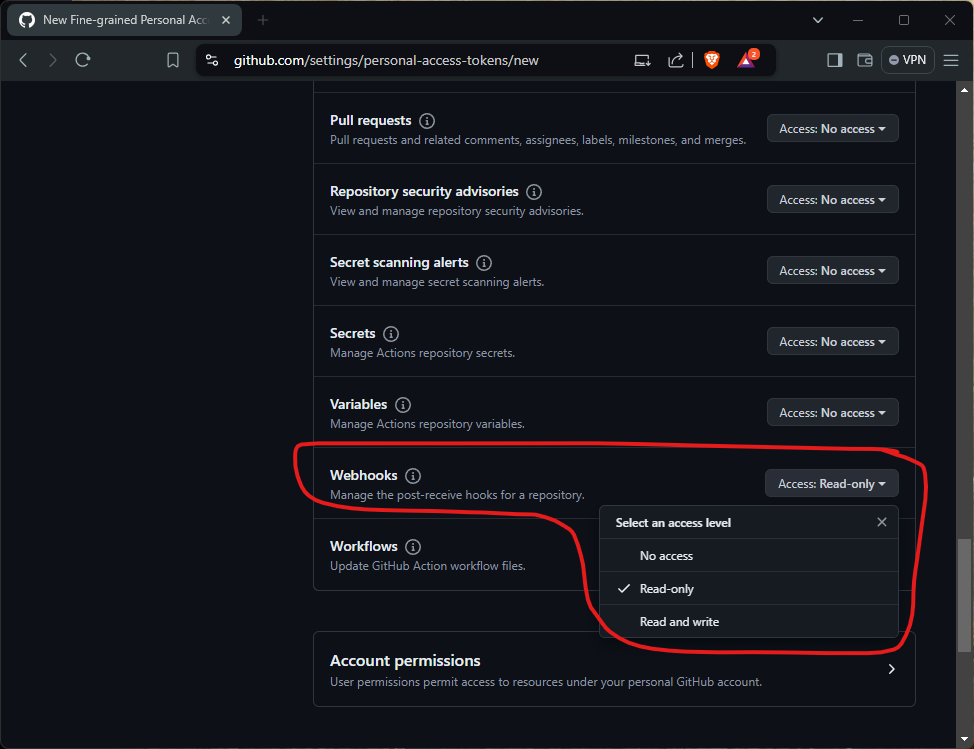 New Fine-grained Personal Acc
github.com/settings/personal-access-tokens/new
2
VPN
Pull requests
Access: No access
Pull requests and related comments, assignees, labels, milestones, and merges.
Repository security advisories
Access: No access
View and manage repository security advisories.
Secret scanning alerts
Access: No access
View and manage secret scanning alerts.
Secrets
Access: No access
Manage Actions repository secrets.
Variables
Access: No access
Manage Actions repository variables.
Webhooks
Access: Read-only
Manage the post-receive hooks for a repository.
Select an access level
No access
Read-only
Read and write
Workflows
Update GitHub Action workflow files.
Account permissions
User permissions permit access to resources under your personal GitHub account.